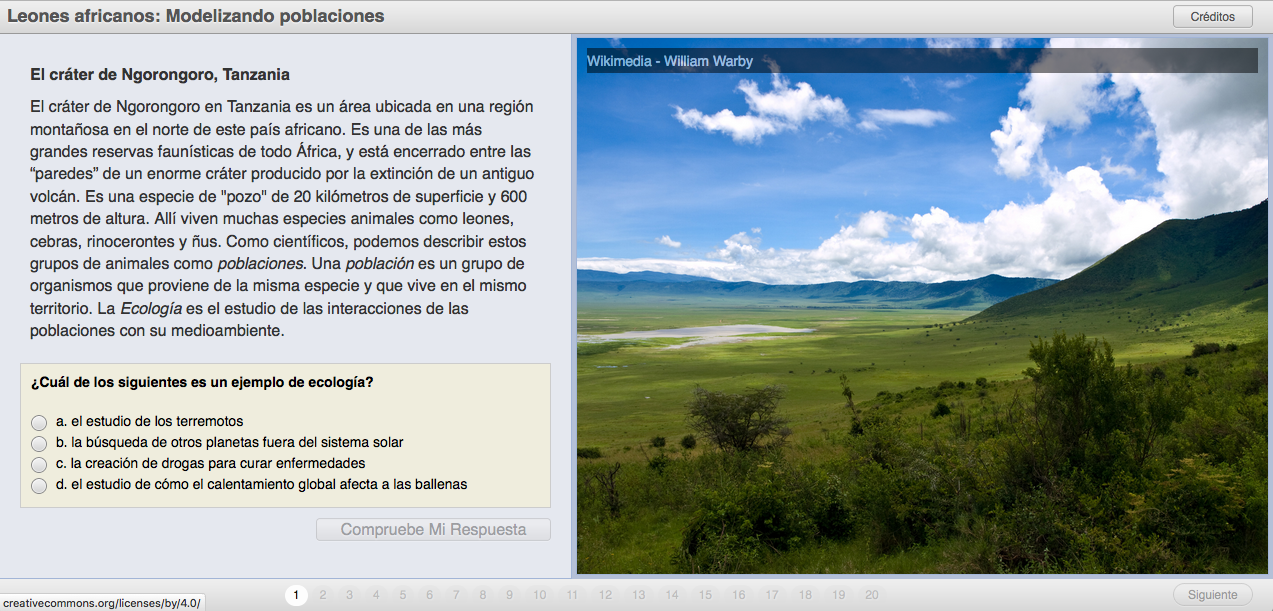 Leones africanos: Modelizando poblaciones
Créditos
El cráter de Ngorongoro, Tanzania
El cráter de Ngorongoro en Tanzania es un área ubicada en una región
montañosa en el norte de este país africano. Es una de las más
grandes reservas faunísticas de todo África, y está encerrado entre las
“paredes” de un enorme cráter producido por la extinción de un antiguo
volcán. Es una especie de "pozo" de 20 kilómetros de superficie y 600
metros de altura. Allí viven muchas especies animales como leones,
cebras, rinocerontes y ñus. Como científicos, podemos describir estos
grupos de animales como poblaciones. Una población es un grupo de
organismos que proviene de la misma especie y que vive en el mismo
territorio. La Ecología es el estudio de las interacciones de las
poblaciones con su medioambiente.
¿Cuál de los siguientes es un ejemplo de ecología?
a. el estudio de los terremotos
b. la búsqueda de otros planetas fuera del sistema solar
c. la creación de drogas para curar enfermedades
d. el estudio de cómo el calentamiento global afecta a las ballenas
Compruebe Mi Respuesta
Wikimedia - William Warby
1 2 3 4 5 6 7 8 9 10 11 12 13 14 15 16 17 18 19 20
Siguiente
creativecommons.org/licenses/by/4.0/